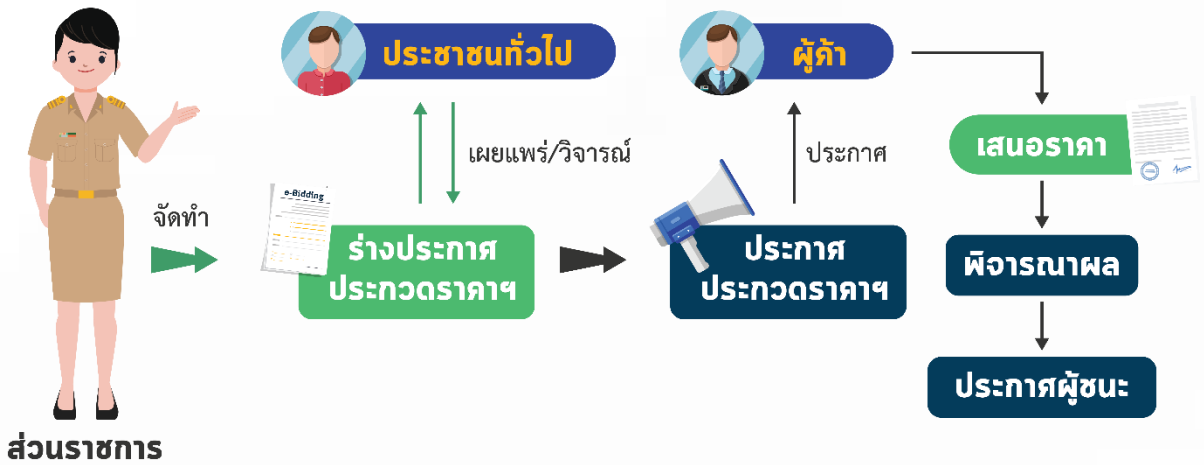 ส่วนราชการ
จัดทำ
e-Bidding
ร่างประกาศ
ประกวดราคาฯ
ประชาชนทั่วไป
เผยแพร่/วิจารณ์
ประกาศ
ประกวดราคาฯ
ประกาศ
ผู้ค้า
เสนอราคา
พิจารณาผล
ประกาศผู้ชนะ